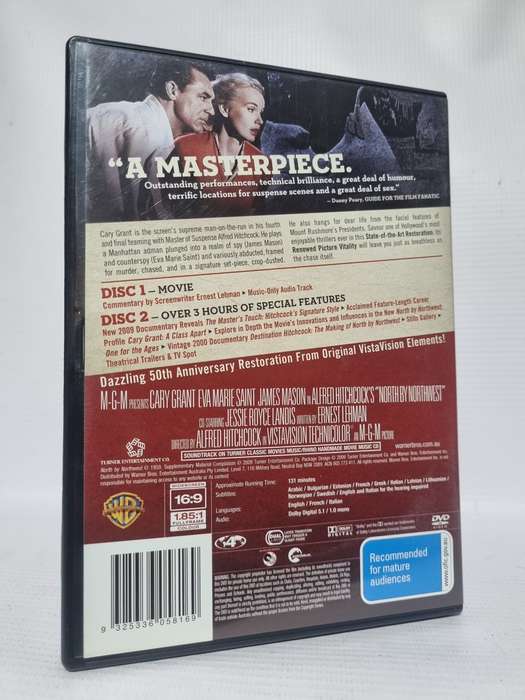 “A MASTERPIECE.
Outstanding performances, technical brilliance, a great deal of humour,
terrific locations for suspense scenes and a great deal of sex.”
– Danny Peary, GUIDE FOR THE FILM FANATIC
Cary Grant is the screen's supreme man-on-the-run in his fourth
and final teaming with Master of Suspense Alfred Hitchcock. He plays
a Manhattan adman plunged into a realm of spy (James Mason)
and counterspy (Eva Marie Saint) and variously abducted, framed
for murder, chased, and in a signature set-piece, crop-dusted.
He also hangs for dear life from the facial features of
Mount Rushmore's Presidents. Savour one of Hollywood's most
enjoyable thrillers ever in this State-of-the-Art Restoration. Its
Renewed Picture Vitality will leave you just as breathless as
the chase itself.
DISC 1 – MOVIE
Commentary by Screenwriter Ernest Lehman • Music-Only Audio Track
DISC 2 – OVER 3 HOURS OF SPECIAL FEATURES
New 2009 Documentary Reveals The Master's Touch: Hitchcock's Signature Style • Acclaimed Feature-Length Career
Profile Cary Grant: A Class Apart • Explore in Depth the Movie's Innovations and Influences in the New North by Northwest:
One for the Ages • Vintage 2000 Documentary Destination Hitchcock: The Making of North by Northwest • Stills Gallery •
Theatrical Trailers & TV Spot
Dazzling 50th Anniversary Restoration From Original VistaVision Elements!
M-G-M PRESENTS CARY GRANT EVA MARIE SAINT JAMES MASON IN ALFRED HITCHCOCK'S "NORTH BY NORTHWEST"
CO-STARRING JESSIE ROYCE LANDIS WRITTEN BY ERNEST LEHMAN
DIRECTED BY ALFRED HITCHCOCK IN VISTAVISION TECHNICOLOR® AN M-G-M PICTURE
SOUNDTRACK ON TURNER CLASSIC MOVIES MUSIC/RHINO HANDMADE MOVIE MUSIC CD
warnerbros.com.au
TURNER ENTERTAINMENT CO.
WB
WIDESCREEN
16:9
1.85:1
FULLFRAME
COLOUR
Approximate Running Time:
131 minutes
Subtitles:
Arabic / Bulgarian / Estonian / French / Greek / Italian / Latvian / Lithuanian /
Norwegian / Swedish / English and Italian for the hearing impaired
Languages:
English / French / Italian
Audio:
Dolby Digital 5.1 / 1.0 mono
4
DUAL
DOLBY
DIGITAL
DVD
VIDEO
Recommended
for mature
audiences
www.oflc.gov.au
9 325336 058169